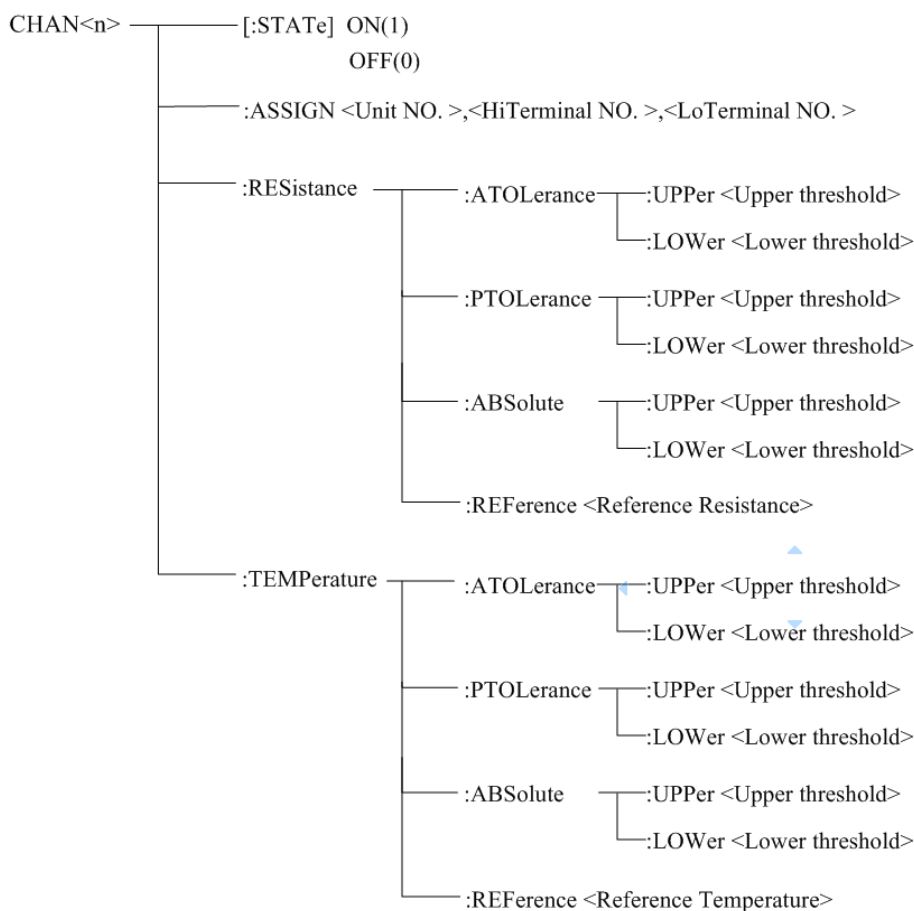 CHAN<n> [:STATe] ON(1)
OFF(0)
:ASSIGN <Unit NO. >,<HiTerminal NO. >,<LoTerminal NO. >
:RESistance :ATOLerance :UPPer <Upper threshold>
:LOWer <Lower threshold>
:PTOLerance :UPPer <Upper threshold>
:LOWer <Lower threshold>
:ABSolute :UPPer <Upper threshold>
:LOWer <Lower threshold>
:REFerence <Reference Resistance>
:TEMPerature :ATOLerance :UPPer <Upper threshold>
:LOWer <Lower threshold>
:PTOLerance :UPPer <Upper threshold>
:LOWer <Lower threshold>
:ABSolute :UPPer <Upper threshold>
:LOWer <Lower threshold>
:REFerence <Reference Temperature>